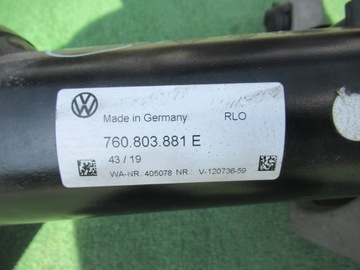 Made in Germany RLO
760.803.881 E
43 / 19
WA-NR.: 405078 NR.: V-120736-59